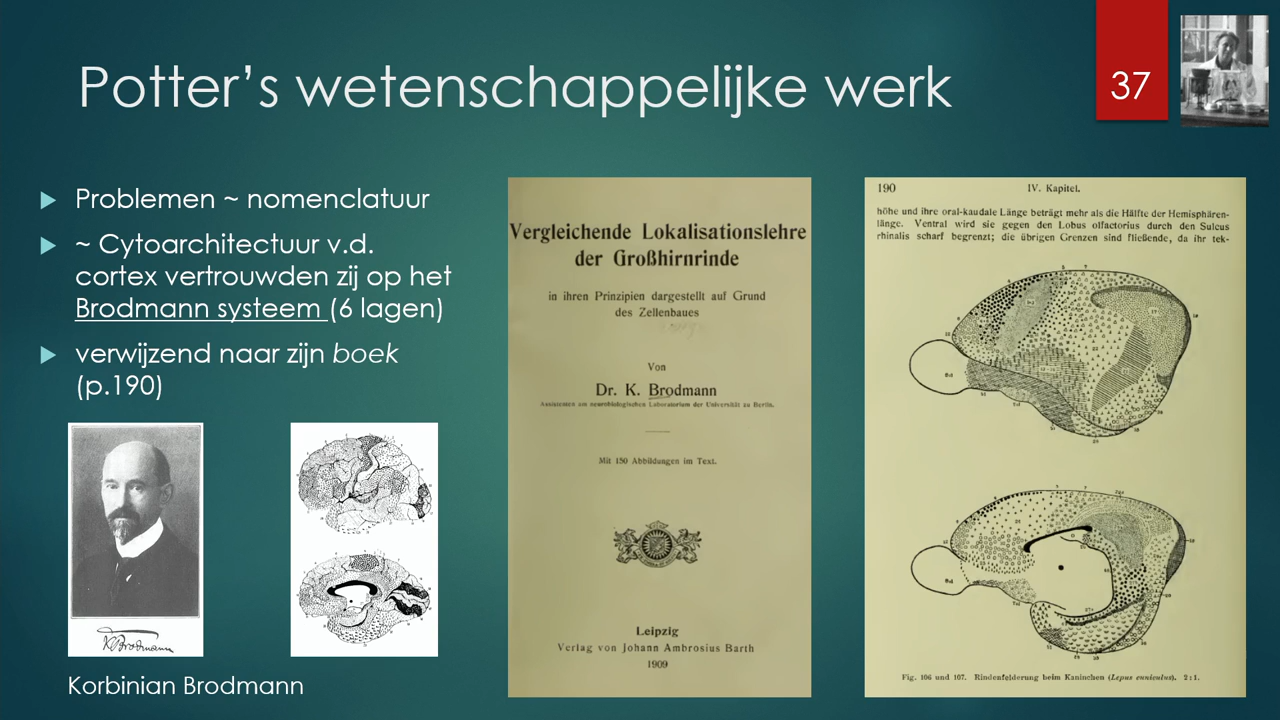 Potter’s wetenschappelijke werk
37
Problemen ~ nomenclatuur
~ Cytoarchitectuur v.d.
cortex vertrouwden zij op het
Brodmann systeem (6 lagen)
verwijzend naar zijn boek
(p.190)
KBrodmann
Korbinian Brodmann
Vergleichende Lokalisationslehre
der Großhirnrinde
in ihren Prinzipien dargestellt auf Grund
des Zellenbaues
Von
Dr. K. Brodmann
Assistenten am neurobiologischen Laboratorium der Universität zu Berlin.
Mit 150 Abbildungen im Text.
Leipzig
Verlag von Johann Ambrosius Barth
1909
190 IV. Kapitel.
höhe und ihre oral-kaudale Länge beträgt mehr als die Hälfte der Hemisphären-
länge. Ventral wird sie gegen den Lobus olfactorius durch den Sulcus
rhinalis scharf begrenzt; die übrigen Grenzen sind fließende, da ihr tek-
Fig. 106 und 107. Rindenfelderung beim Kaninchen (Lepus cuniculus). 2:1.